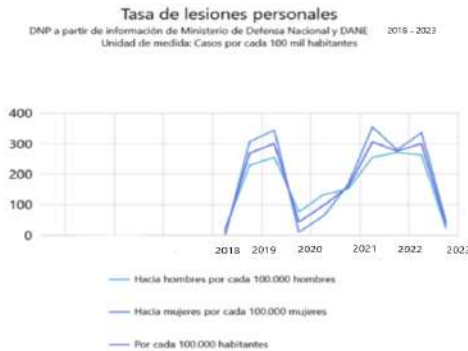 Tasa de lesiones personales
DNP a partir de información de Ministerio de Defensa Nacional y DANE 2018 - 2023
Unidad de medida: Casos por cada 100 mil habitantes
400
300
200
100
0
2018 2019 2020 2021 2022 2023
Hacia hombres por cada 100.000 hombres
Hacia mujeres por cada 100.000 mujeres
Por cada 100.000 habitantes